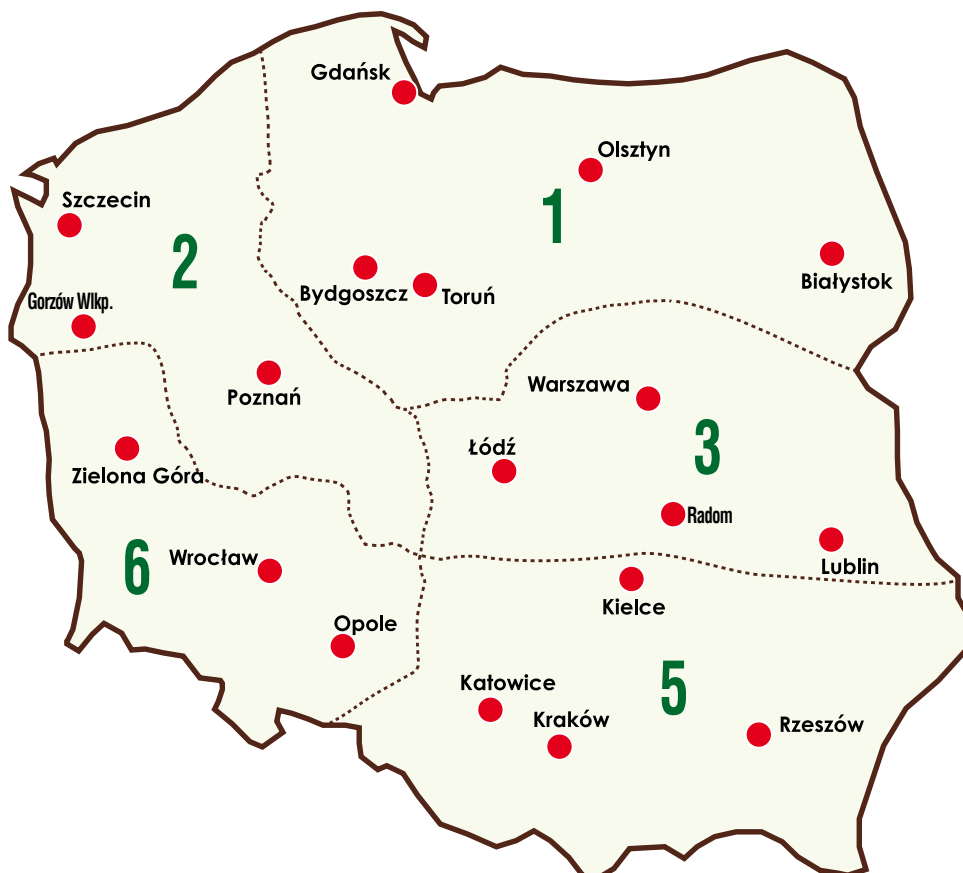 Gdańsk
Olsztyn
Szczecin
1
2
Bydgoszcz
Toruń
Białystok
Gorzów Wlkp.
Poznań
Warszawa
Łódź
3
Zielona Góra
Radom
Wrocław
6
Lublin
Kielce
Opole
Katowice
5
Kraków
Rzeszów